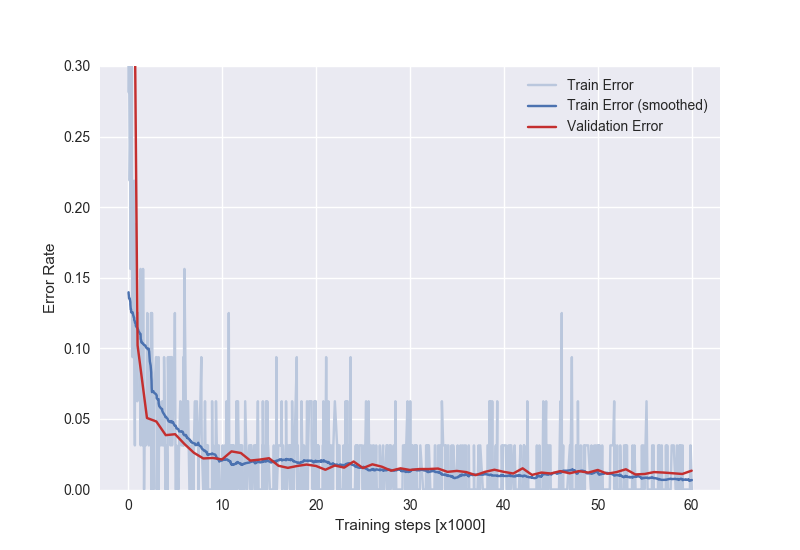 0.30
0.25
0.20
0.15
0.10
0.05
0.00
Error Rate
Train Error
Train Error (smoothed)
Validation Error
0 10 20 30 40 50 60
Training steps [x1000]